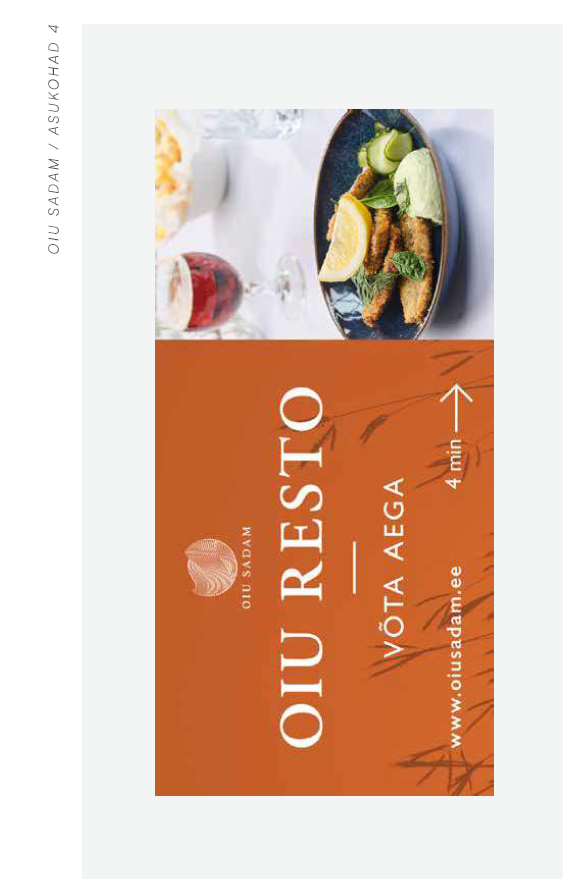 OIU SADAM / ASUKOHAD 4
OIU SADAM
OIU RESTO
VÕTA AEGA
www.oiusadam.ee 4 min